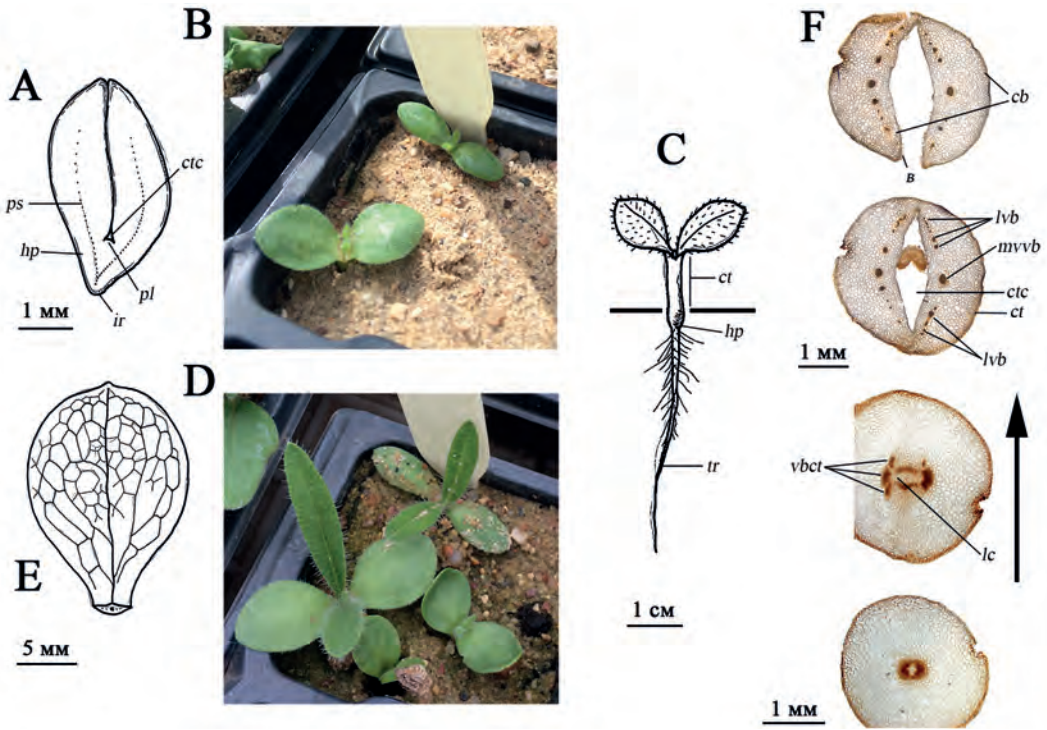 A
ctc
ps
hp
pl
ir
1 мм
B
C
ct
hp
tr
1 см
D
E
5 мм
F
cb
в
lvb
mvvb
ctc
ct
lvb
1 мм
vbct
lc
1 мм